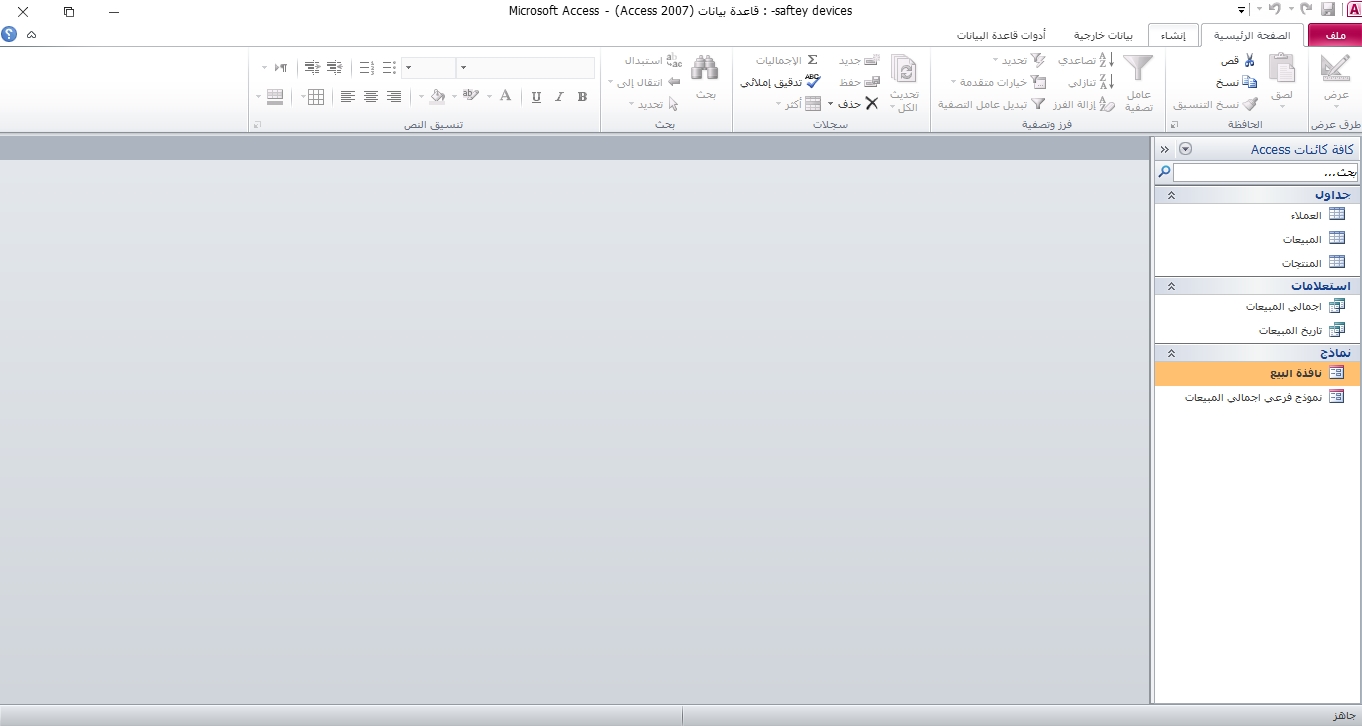 saftey devices- : قاعدة بيانات (Access 2007) - Microsoft Access
ملف
الصفحة الرئيسية
إنشاء
بيانات خارجية
أدوات قاعدة البيانات
عرض
طرق عرض
لصق
قص
نسخ
نسخ التنسيق
الحافظة
عامل تصفية
تصاعدي
تنازلي
إزالة الفرز
تحديد
خيارات متقدمة
تبديل عامل التصفية
فرز وتصفية
تحديث الكل
جديد
حفظ
حذف
الإجماليات
تدقيق إملائي
أكثر
سجلات
بحث
استبدال
انتقال إلى
تحديد
بحث
B I U A
تنسيق النص
كافة كائنات Access
بحث...
جداول
العملاء
المبيعات
المنتجات
استعلامات
اجمالي المبيعات
تاريخ المبيعات
نماذج
نافذة البيع
نموذج فرعي اجمالي المبيعات
جاهز